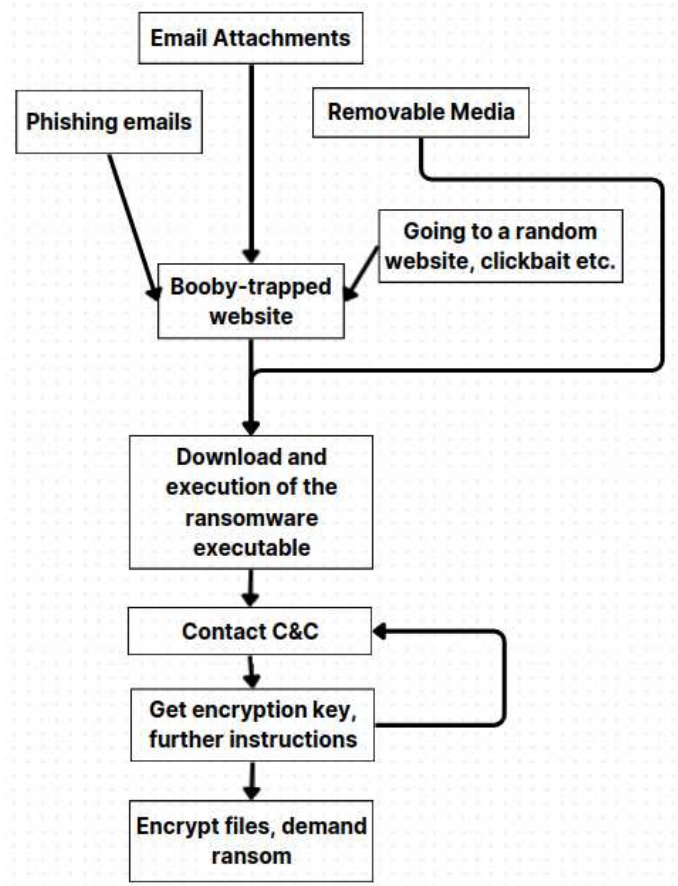 Email Attachments
Phishing emails
Removable Media
Going to a random
website, clickbait etc.
Booby-trapped
website
Download and
execution of the
ransomware
executable
Contact C&C
Get encryption key,
further instructions
Encrypt files, demand
ransom